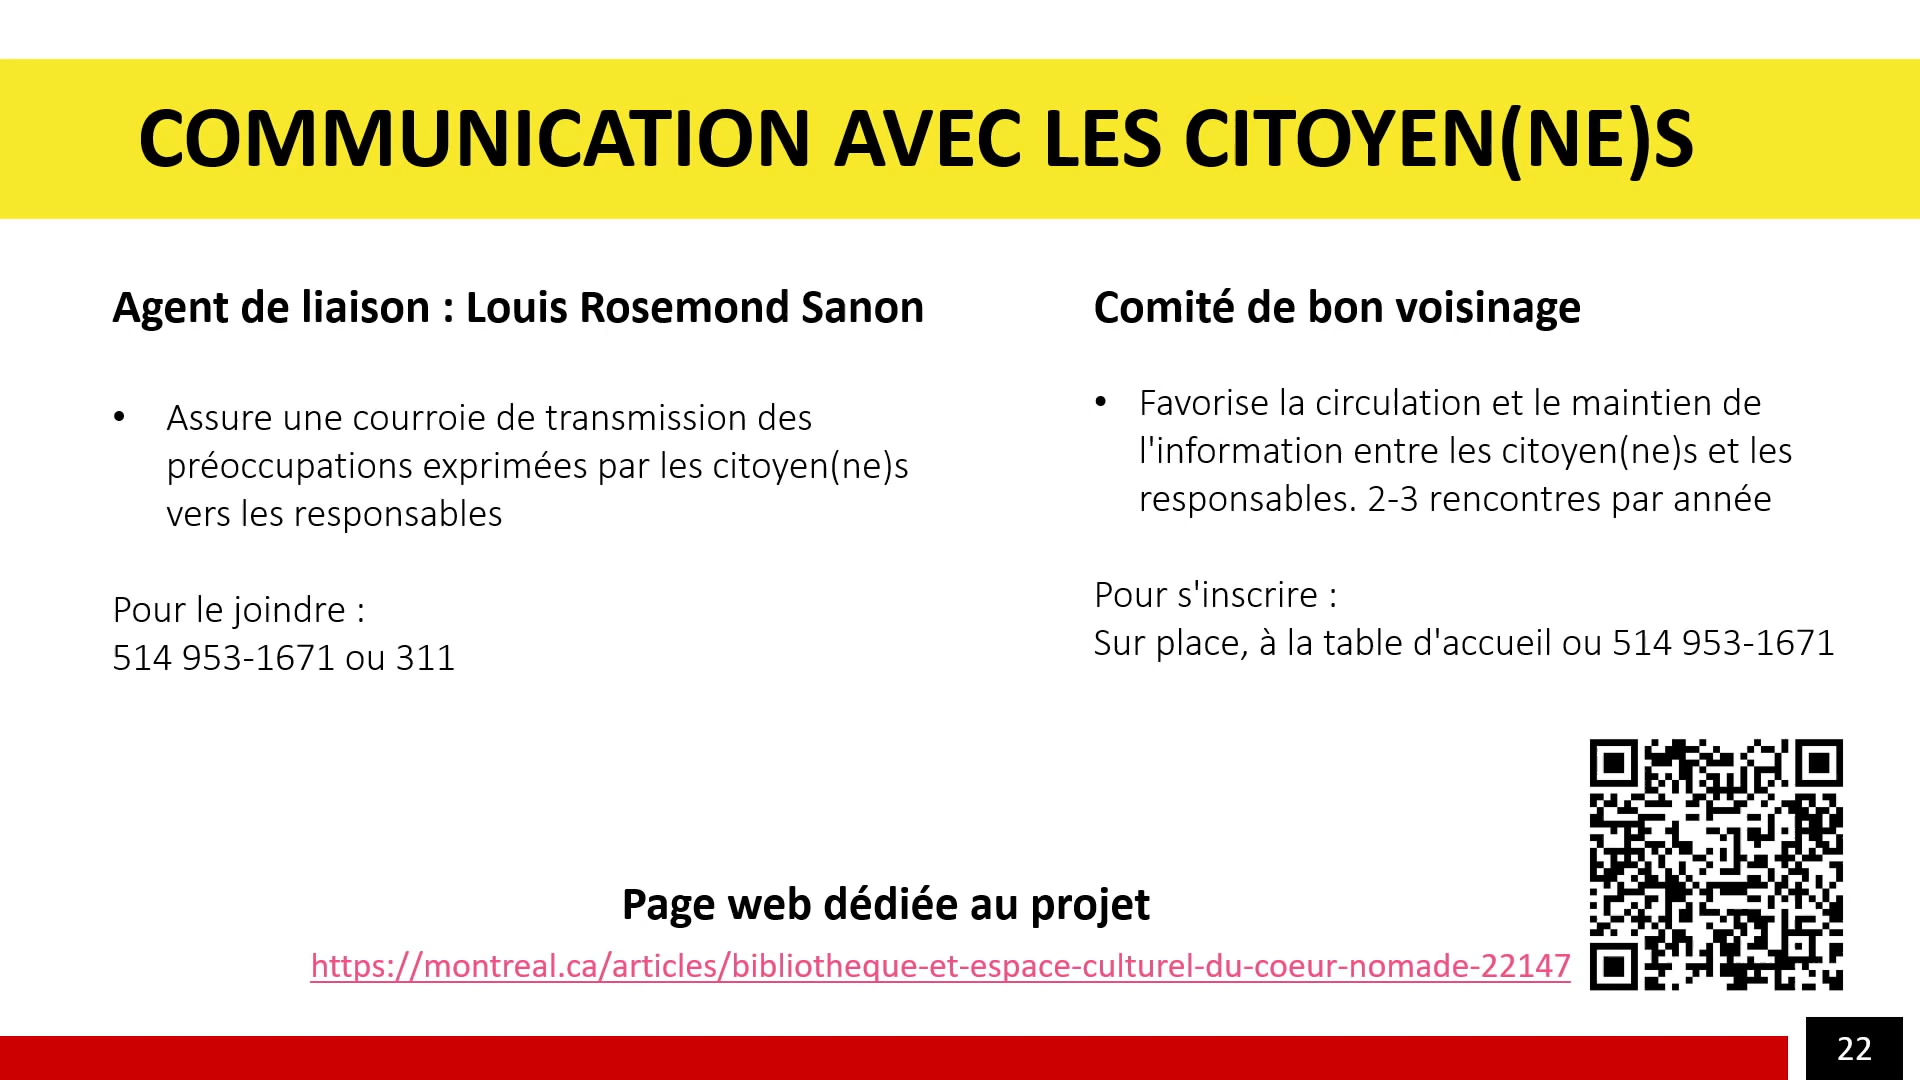 COMMUNICATION AVEC LES CITOYEN(NE)S
Agent de liaison : Louis Rosemond Sanon
• Assure une courroie de transmission des
préoccupations exprimées par les citoyen(ne)s
vers les responsables
Pour le joindre :
514 953-1671 ou 311
Comité de bon voisinage
• Favorise la circulation et le maintien de
l'information entre les citoyen(ne)s et les
responsables. 2-3 rencontres par année
Pour s'inscrire :
Sur place, à la table d'accueil ou 514 953-1671
Page web dédiée au projet
https://montreal.ca/articles/bibliotheque-et-espace-culturel-du-coeur-nomade-22147
22